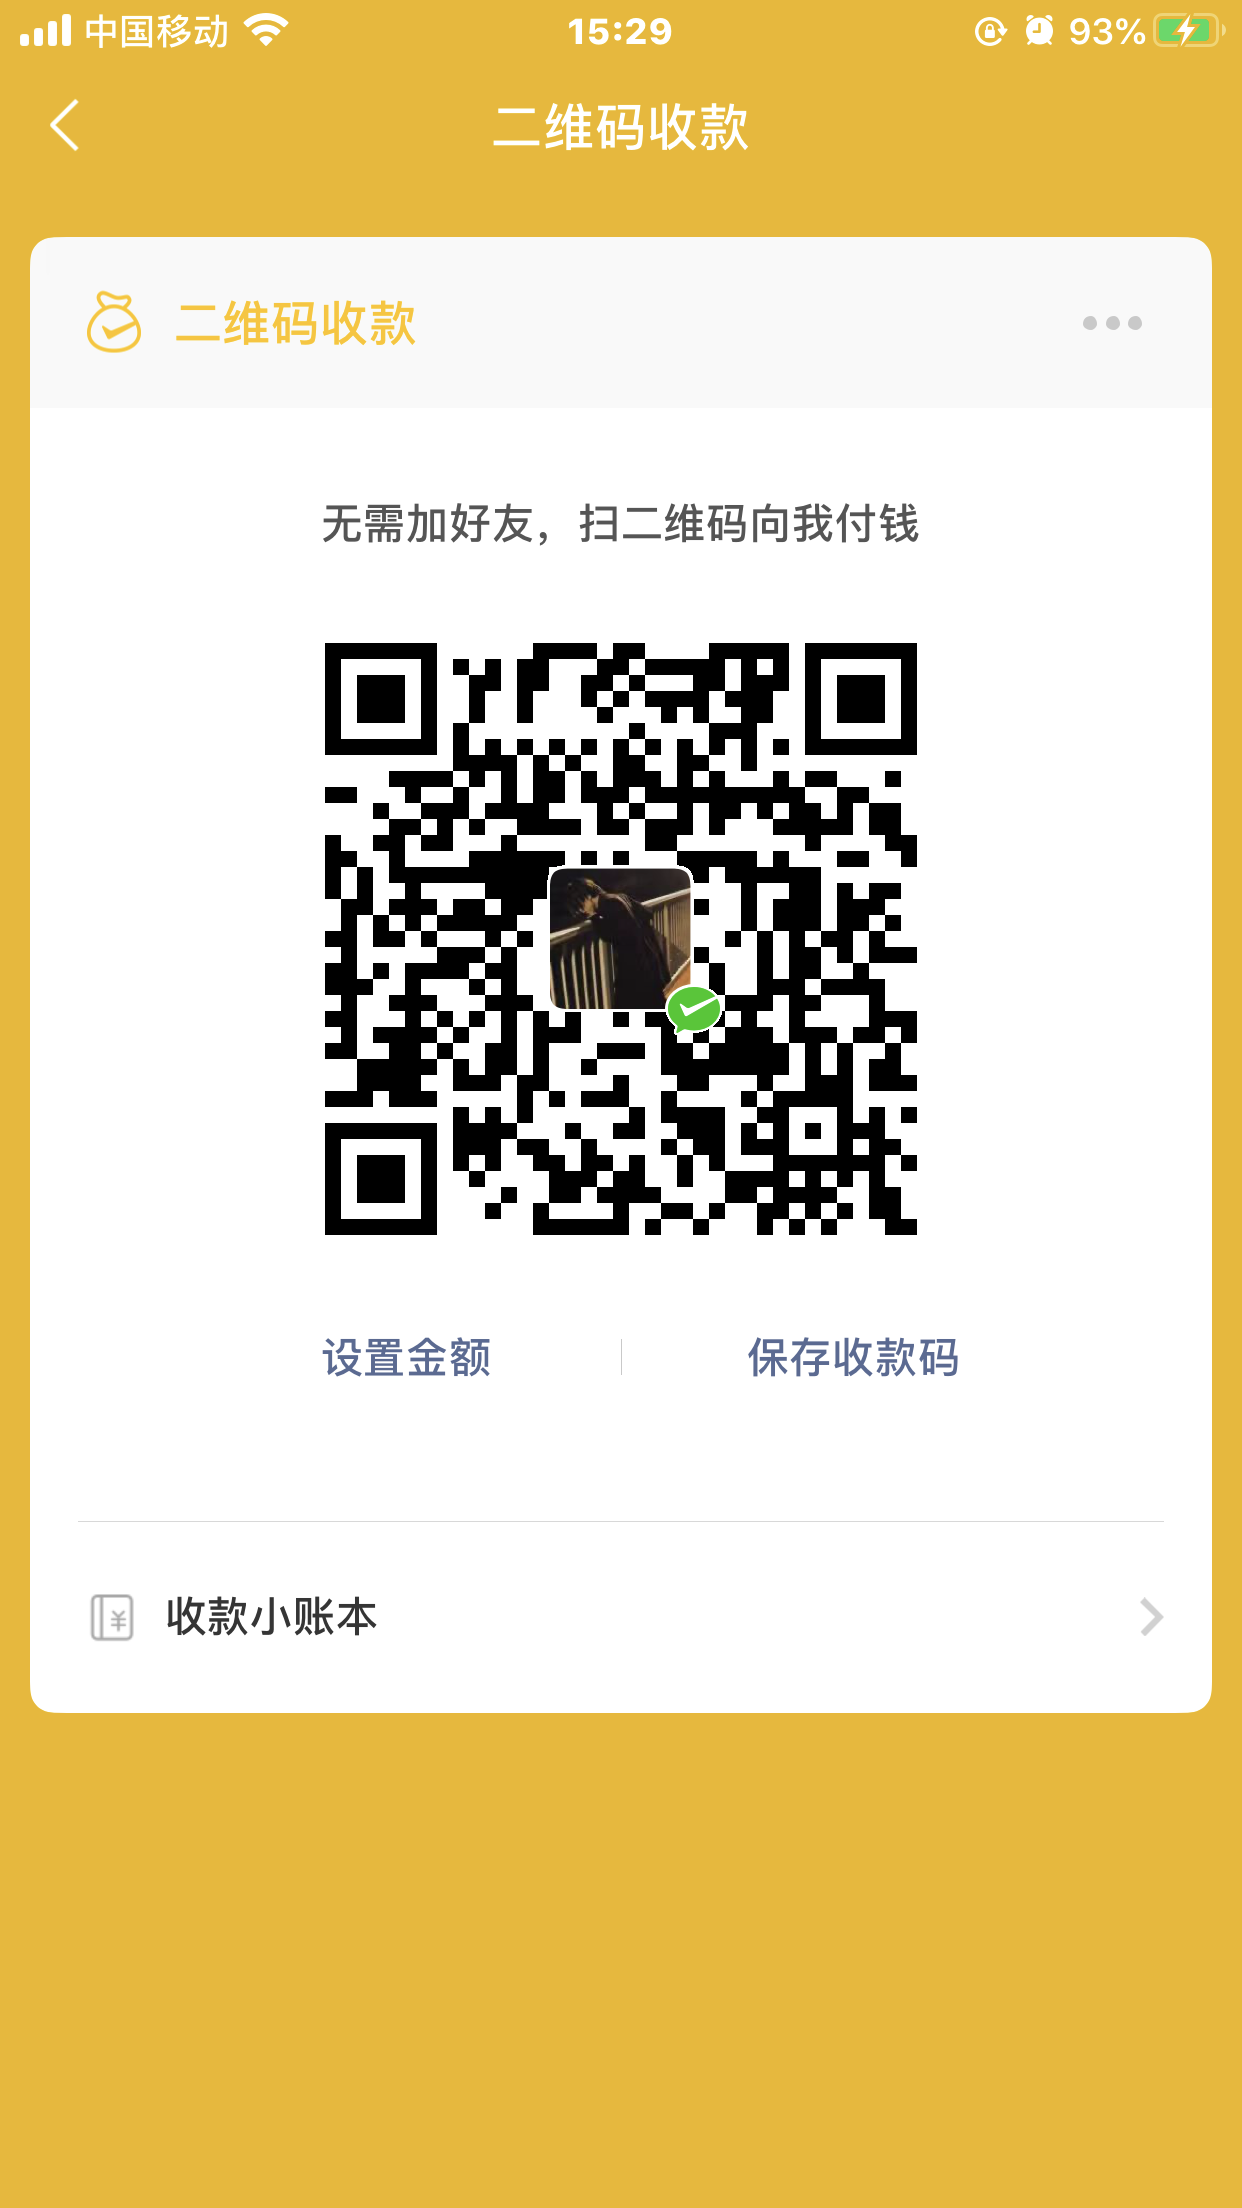 中国移动 15:29 93%
二维码收款
二维码收款
无需加好友，扫二维码向我付钱
设置金额 保存收款码
¥ 收款小账本